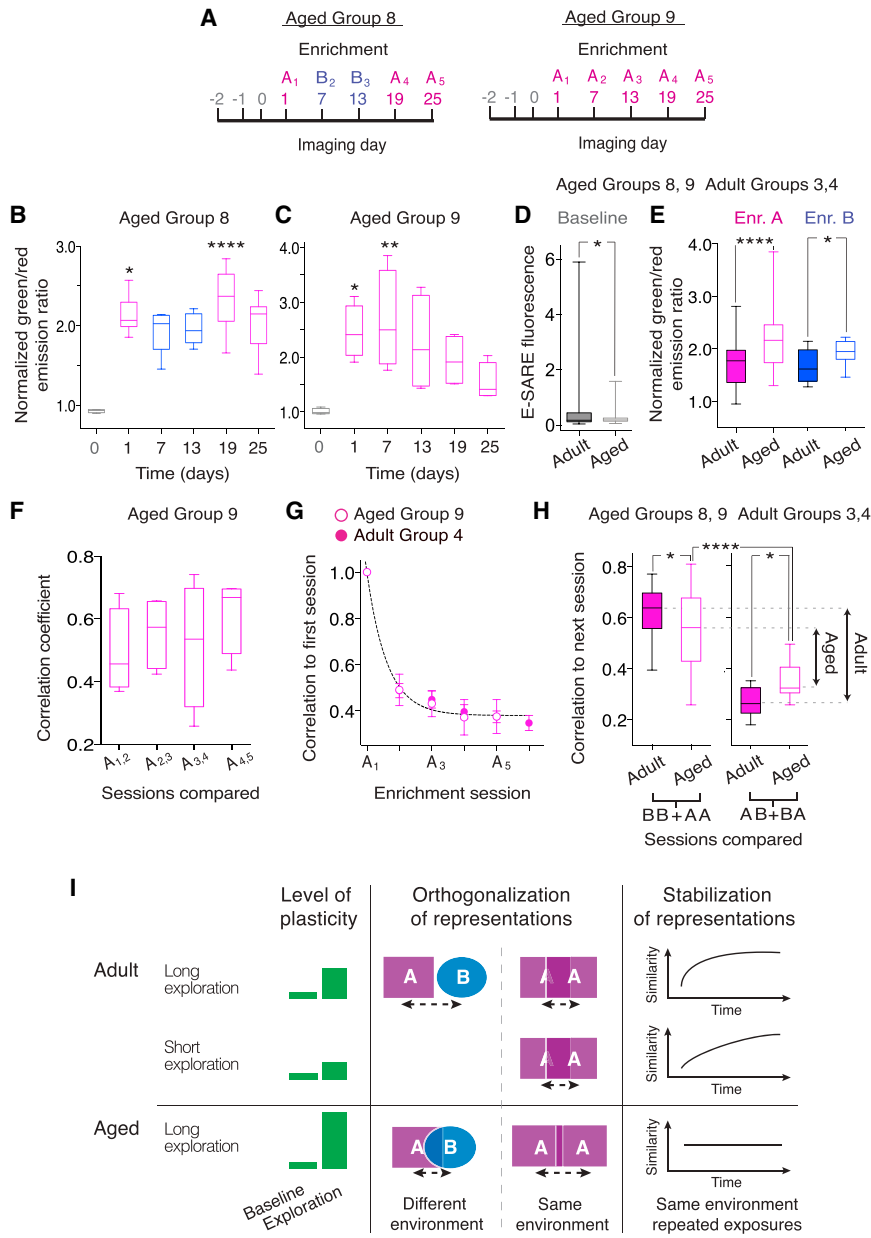 A
Aged Group 8
Enrichment
A1 B2 B3 A4 A5
-2 -1 0 1 7 13 19 25
Imaging day
Aged Group 9
Enrichment
A1 A2 A3 A4 A5
-2 -1 0 1 7 13 19 25
Imaging day
Aged Groups 8, 9 Adult Groups 3,4
B
Aged Group 8
Normalized green/red
emission ratio
3.0
2.0
1.0
*
****
0 1 7 13 19 25
Time (days)
C
Aged Group 9
4.0
3.0
2.0
1.0
*
**
0 1 7 13 19 25
Time (days)
D
Baseline
E-SARE fluorescence
6
4
2
0
*
Adult
Aged
E
Enr. A
Enr. B
Normalized green/red
emission ratio
4.0
3.0
2.0
1.0
****
*
Adult
Aged
Adult
Aged
F
Aged Group 9
Correlation coefficient
0.8
0.6
0.4
0.2
A1,2 A2,3 A3,4 A4,5
Sessions compared
G
Aged Group 9
Adult Group 4
Correlation to first session
1.0
0.6
0.4
A1 A3 A5
Enrichment session
H
Aged Groups 8, 9 Adult Groups 3,4
Correlation to next session
0.8
0.6
0.4
0.2
*
****
*
Aged
Adult
Adult
Aged
Adult
Aged
BB+AA
AB+BA
Sessions compared
I
Level of
plasticity
Orthogonalization
of representations
Stabilization
of representations
Adult
Long
exploration
A B
A A
Similarity
Time
Short
exploration
A A
Similarity
Time
Aged
Long
exploration
A B
A A
Similarity
Time
Baseline
Exploration
Different
environment
Same
environment
Same environment
repeated exposures